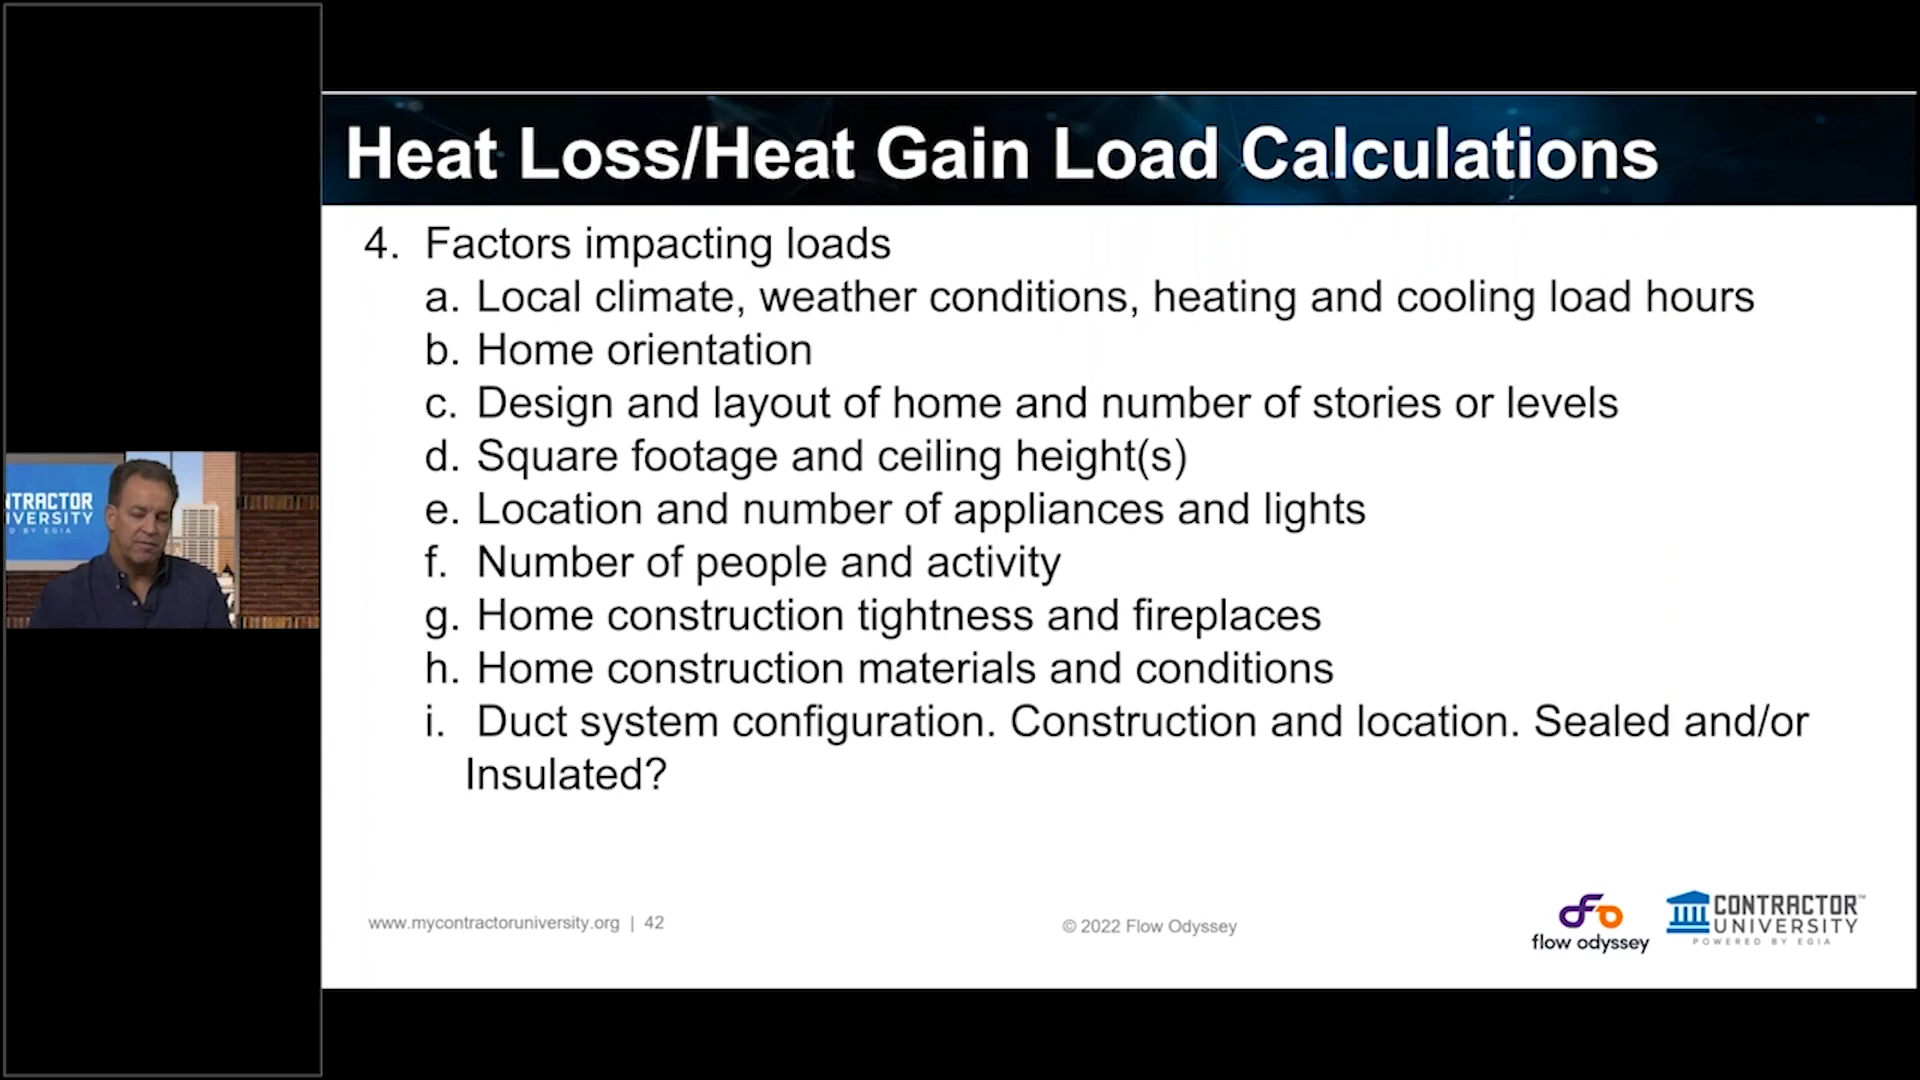 Heat Loss/Heat Gain Load Calculations
4. Factors impacting loads
a. Local climate, weather conditions, heating and cooling load hours
b. Home orientation
c. Design and layout of home and number of stories or levels
d. Square footage and ceiling height(s)
e. Location and number of appliances and lights
f. Number of people and activity
g. Home construction tightness and fireplaces
h. Home construction materials and conditions
i. Duct system configuration. Construction and location. Sealed and/or
Insulated?
NTRACTOR
IVERSITY
D BY EGIA
www.mycontractoruniversity.org | 42
© 2022 Flow Odyssey
flow odyssey
CONTRACTOR™
UNIVERSITY
POWERED BY EGIA